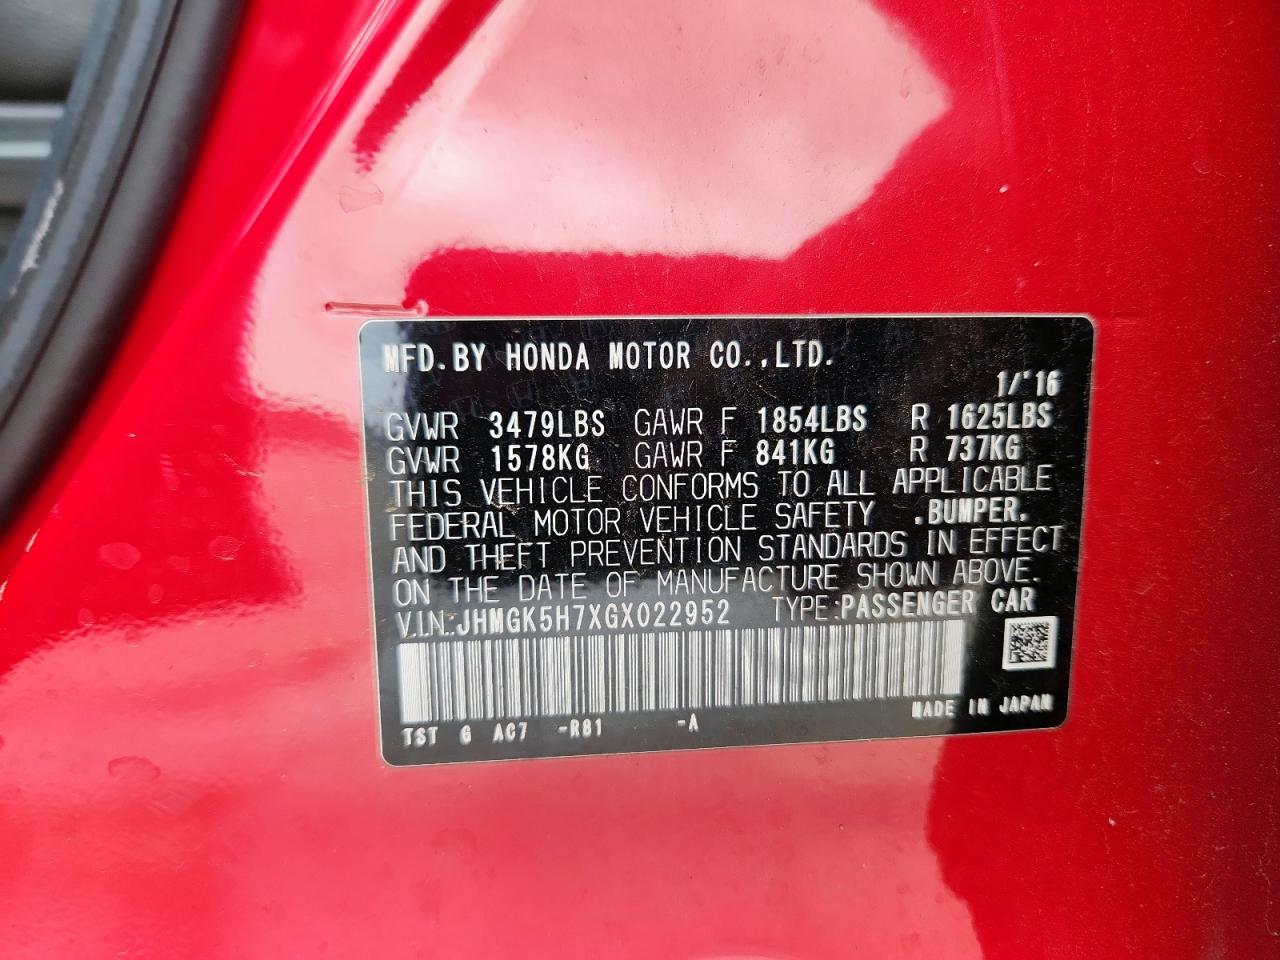 MFD.BY HONDA MOTOR CO.,LTD.
1/'16
GVWR 3479LBS GAWR F 1854LBS R 1625LBS
GVWR 1578KG GAWR F 841KG R 737KG
THIS VEHICLE CONFORMS TO ALL APPLICABLE
FEDERAL MOTOR VEHICLE SAFETY ,BUMPER,
AND THEFT PREVENTION STANDARDS IN EFFECT
ON THE DATE OF MANUFACTURE SHOWN ABOVE.
V.I.N.:JHMGK5H7XGX022952 TYPE:PASSENGER CAR
MADE IN JAPAN
TST G AC7 -R81 -A